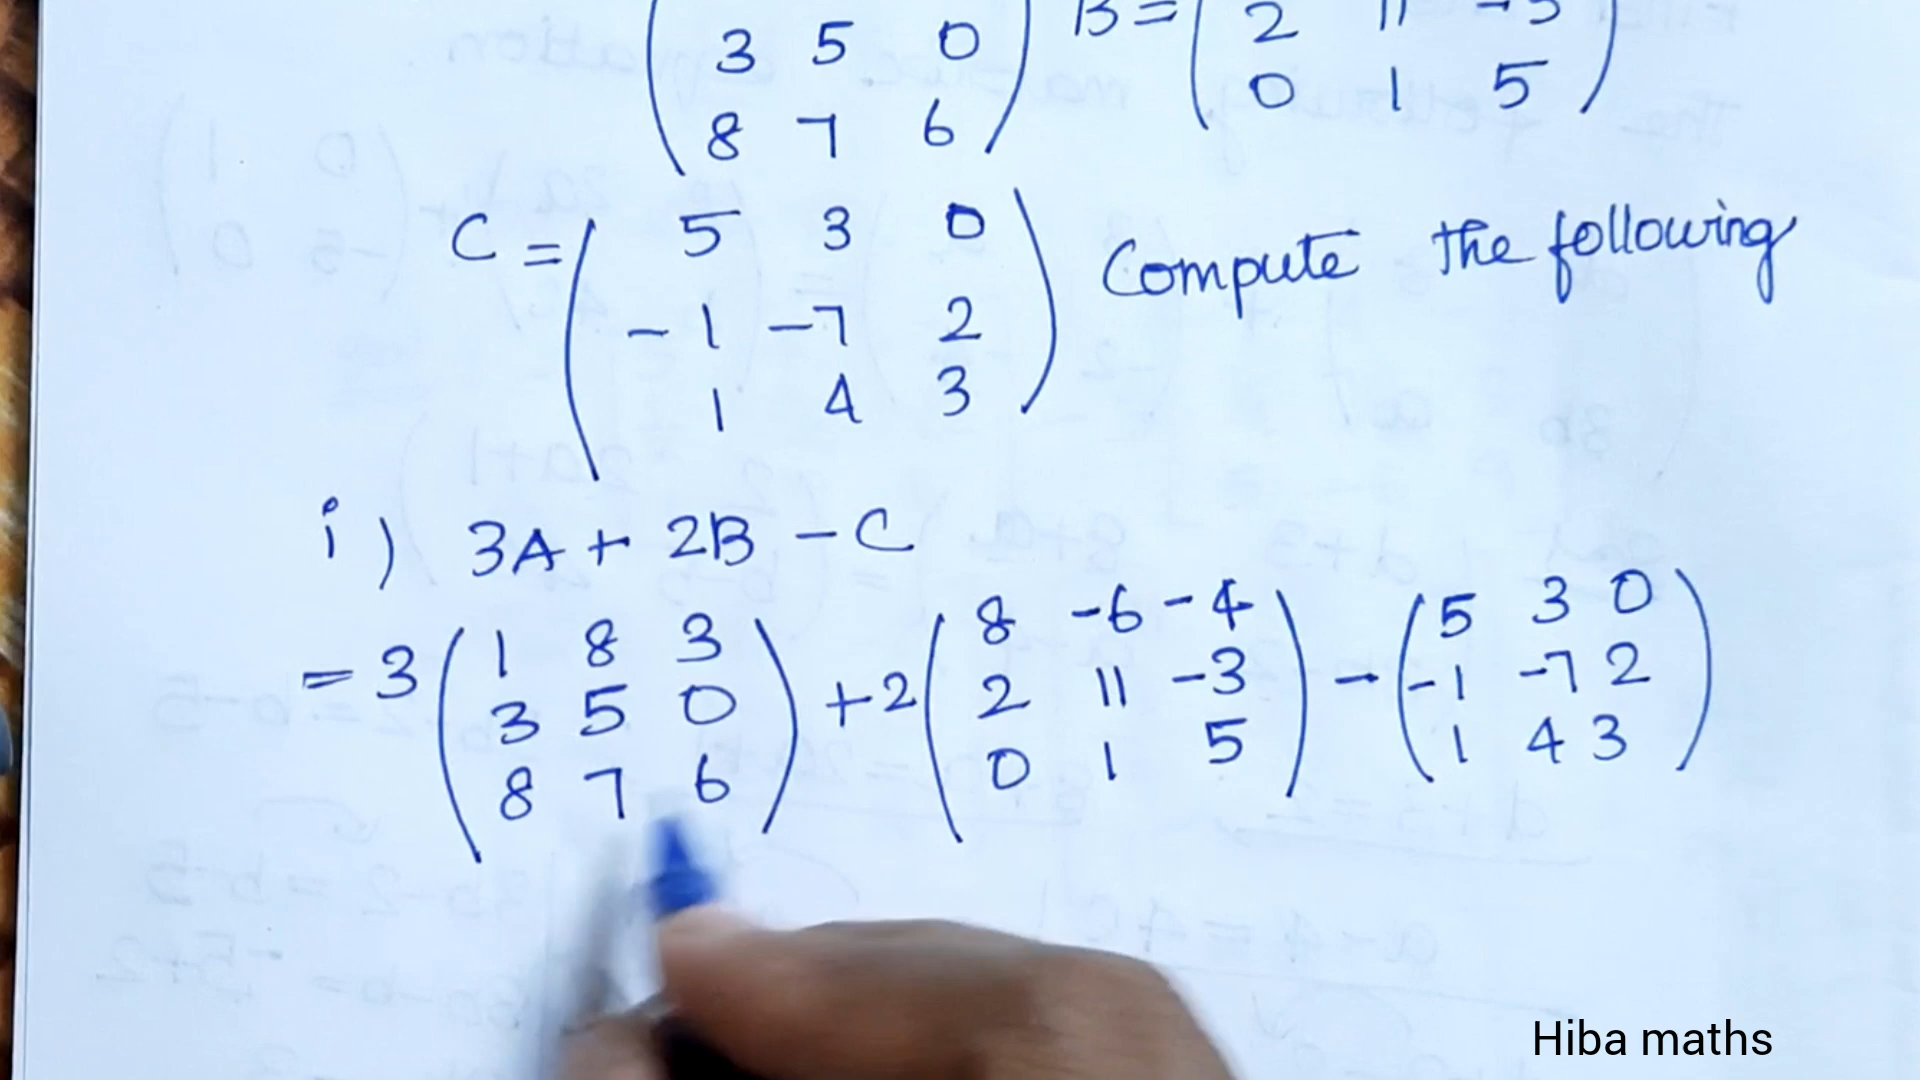 3 5 0 B = 2 11 -3
8 7 6 0 1 5
C = 5 3 0
-1 -7 2
1 4 3
Compute the following
i) 3A + 2B - C
= 3 ( 1 8 3 ) + 2 ( 8 -6 -4 ) - ( 5 3 0 )
3 5 0 2 11 -3 -1 -7 2
8 7 6 0 1 5 1 4 3
Hiba maths